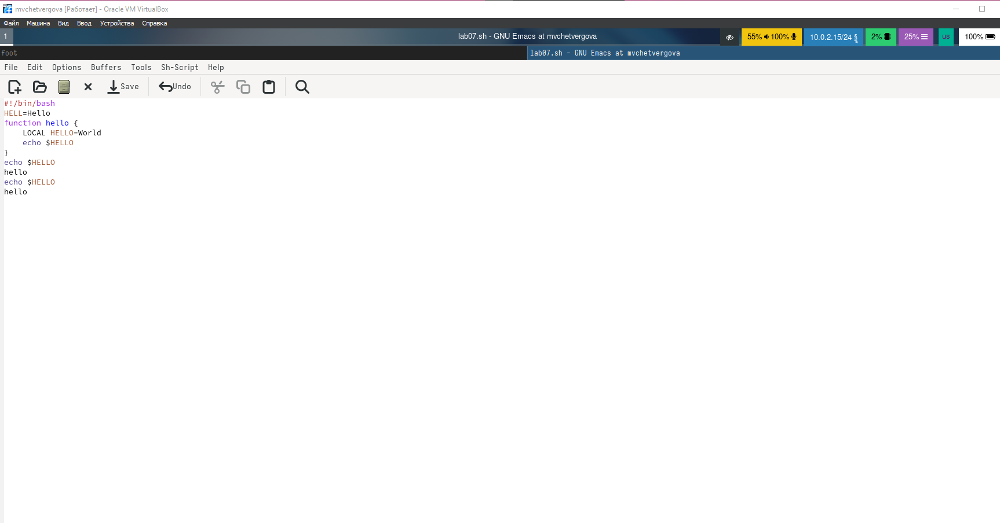 mvchetvergova [Работает] - Oracle VM VirtualBox
Файл Машина Вид Ввод Устройства Справка
1 lab07.sh - GNU Emacs at mvchetvergova 55% 100% 10.0.2.15/24 2% 25% us 100%
foot lab07.sh - GNU Emacs at mvchetvergova
File Edit Options Buffers Tools Sh-Script Help
Save Undo
#!/bin/bash
HELL=Hello
function hello {
    LOCAL HELLO=World
    echo $HELLO
}
echo $HELLO
hello
echo $HELLO
hello